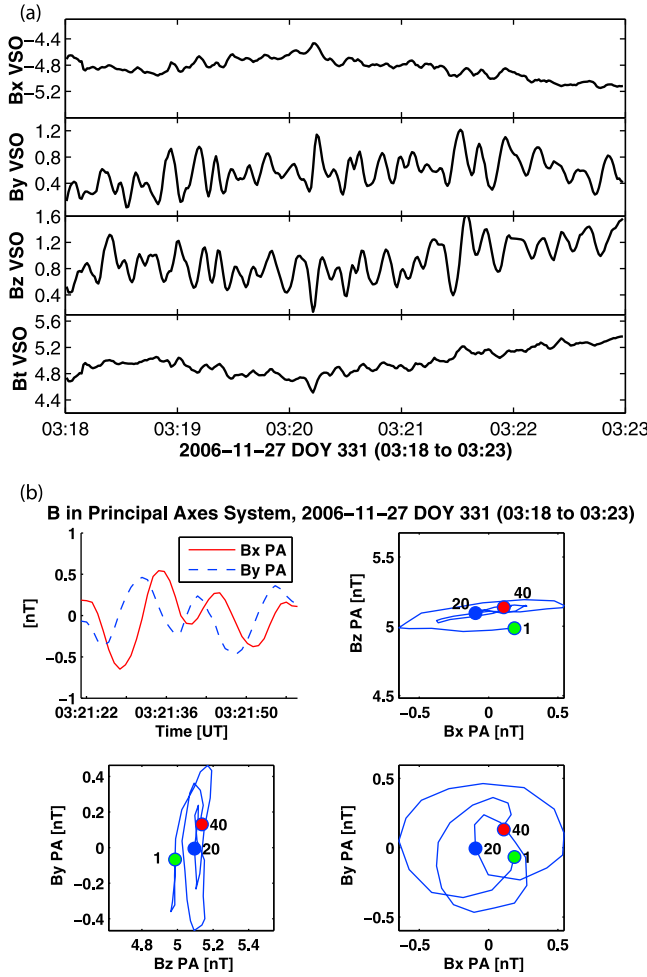 (a)
Bx VSO
−4.4
−4.8
−5.2
By VSO
1.2
0.8
0.4
Bz VSO
1.6
1.2
0.8
0.4
Bt VSO
5.6
5.2
4.8
4.4
03:18 03:19 03:20 03:21 03:22 03:23
2006−11−27 DOY 331 (03:18 to 03:23)
(b)
B in Principal Axes System, 2006−11−27 DOY 331 (03:18 to 03:23)
[nT]
1
0.5
0
−0.5
−1
Bx PA
By PA
03:21:22 03:21:36 03:21:50
Time [UT]
Bz PA [nT]
5.5
5
4.5
20
40
1
−0.5 0 0.5
Bx PA [nT]
By PA [nT]
0.4
0.2
0
−0.2
−0.4
1
40
20
4.8 5 5.2 5.4
Bz PA [nT]
By PA [nT]
0.5
0
−0.5
40
20
1
−0.5 0 0.5
Bx PA [nT]